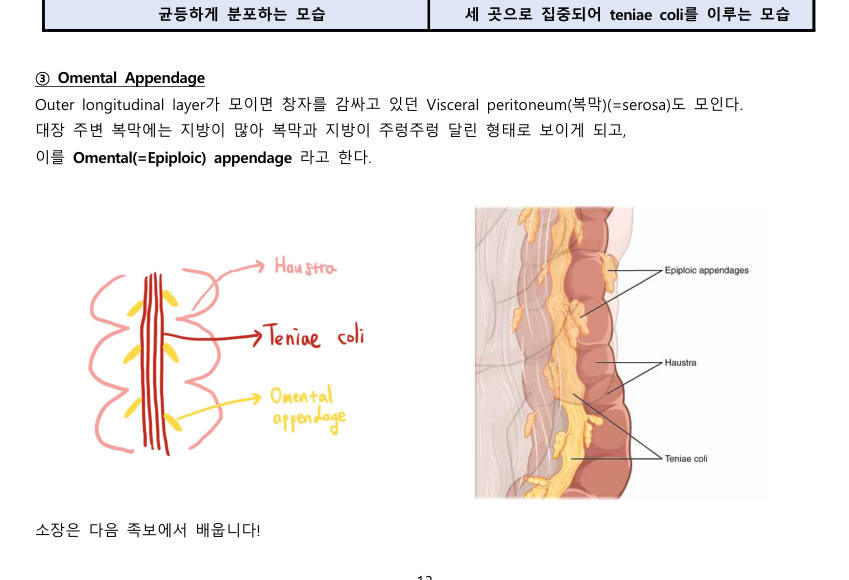 균등하게 분포하는 모습
세 곳으로 집중되어 teniae coli를 이루는 모습
③ Omental Appendage
Outer longitudinal layer가 모이면 창자를 감싸고 있던 Visceral peritoneum(복막)(=serosa)도 모인다.
대장 주변 복막에는 지방이 많아 복막과 지방이 주렁주렁 달린 형태로 보이게 되고,
이를 Omental(=Epiploic) appendage 라고 한다.
Haustra
Teniae coli
Omental
appendage
Epiploic appendages
Haustra
Teniae coli
소장은 다음 족보에서 배웁니다!